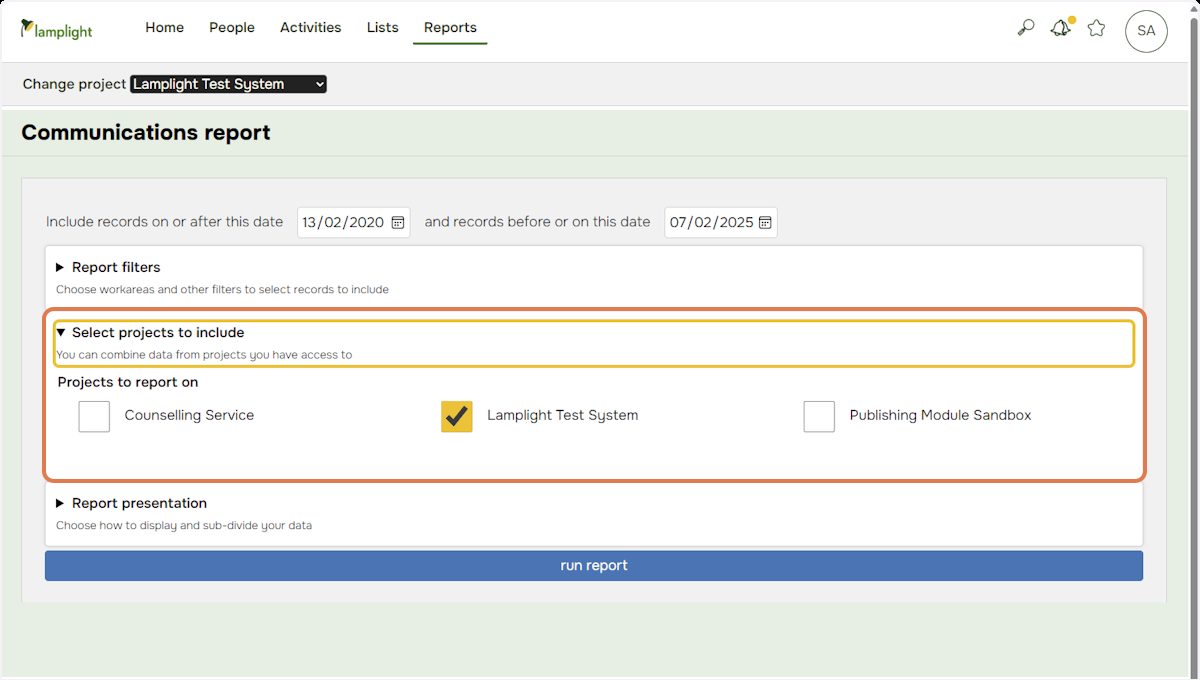 lamplight
Home People Activities Lists Reports
SA
Change project Lamplight Test System
Communications report
Include records on or after this date 13/02/2020 and records before or on this date 07/02/2025
Report filters
Choose workareas and other filters to select records to include
Select projects to include
You can combine data from projects you have access to
Projects to report on
Counselling Service Lamplight Test System Publishing Module Sandbox
Report presentation
Choose how to display and sub-divide your data
run report